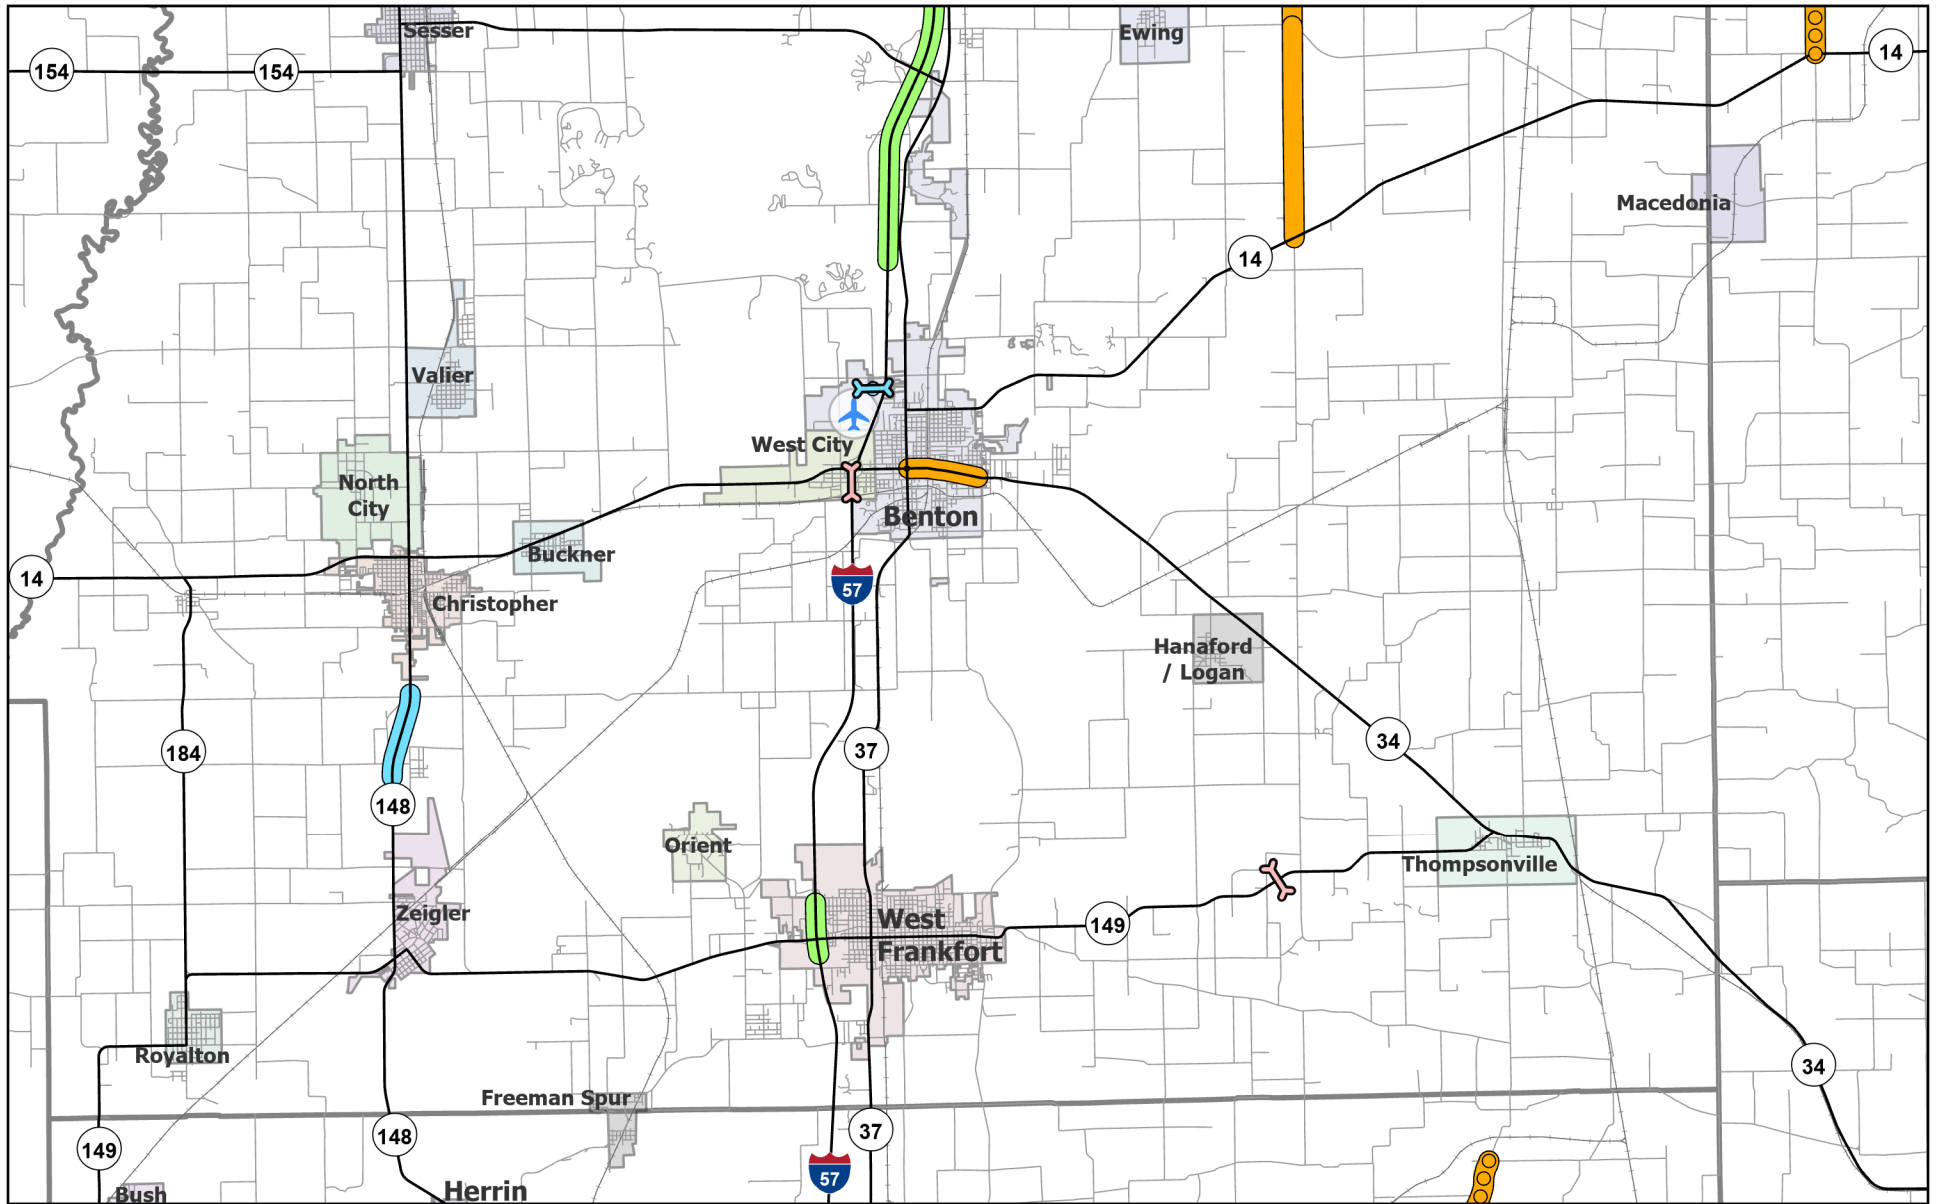 Sesser
Ewing
154
154
14
Macedonia
14
Valier
West City
North
City
Benton
Buckner
14
57
Christopher
Hanaford
/ Logan
184
37
34
148
Orient
Thompsonville
Zeigler
West
Frankfort
149
Royalton
34
Freeman Spur
149
148
37
57
Bush
Herrin